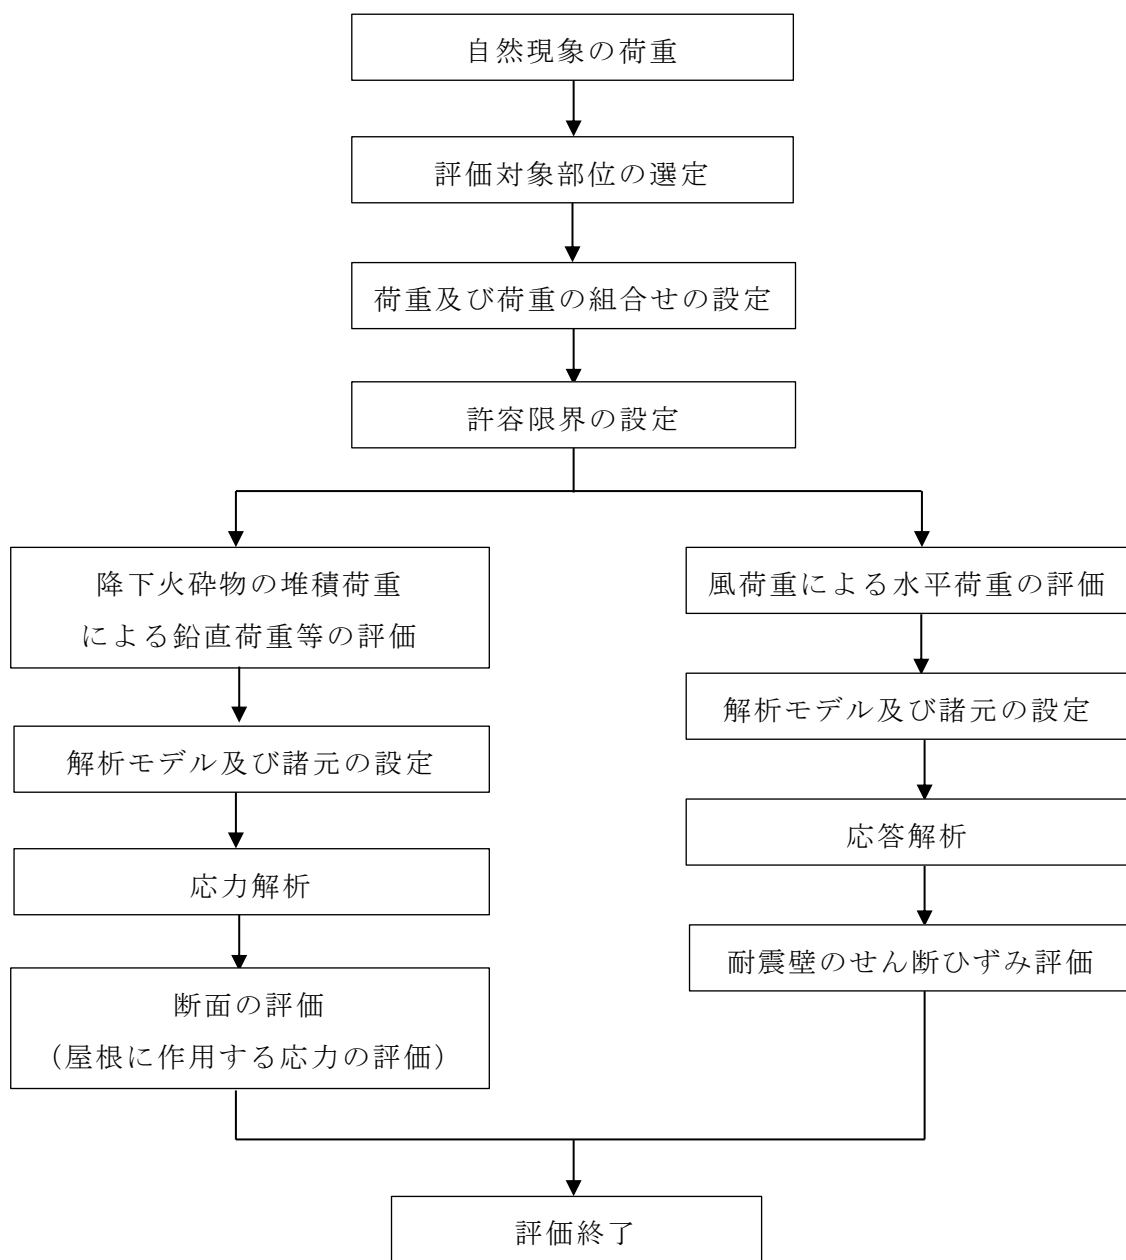 自然現象の荷重
評価対象部位の選定
荷重及び荷重の組合せの設定
許容限界の設定
降下火砕物の堆積荷重
による鉛直荷重等の評価
解析モデル及び諸元の設定
応力解析
断面の評価
（屋根に作用する応力の評価）
風荷重による水平荷重の評価
解析モデル及び諸元の設定
応答解析
耐震壁のせん断ひずみ評価
評価終了